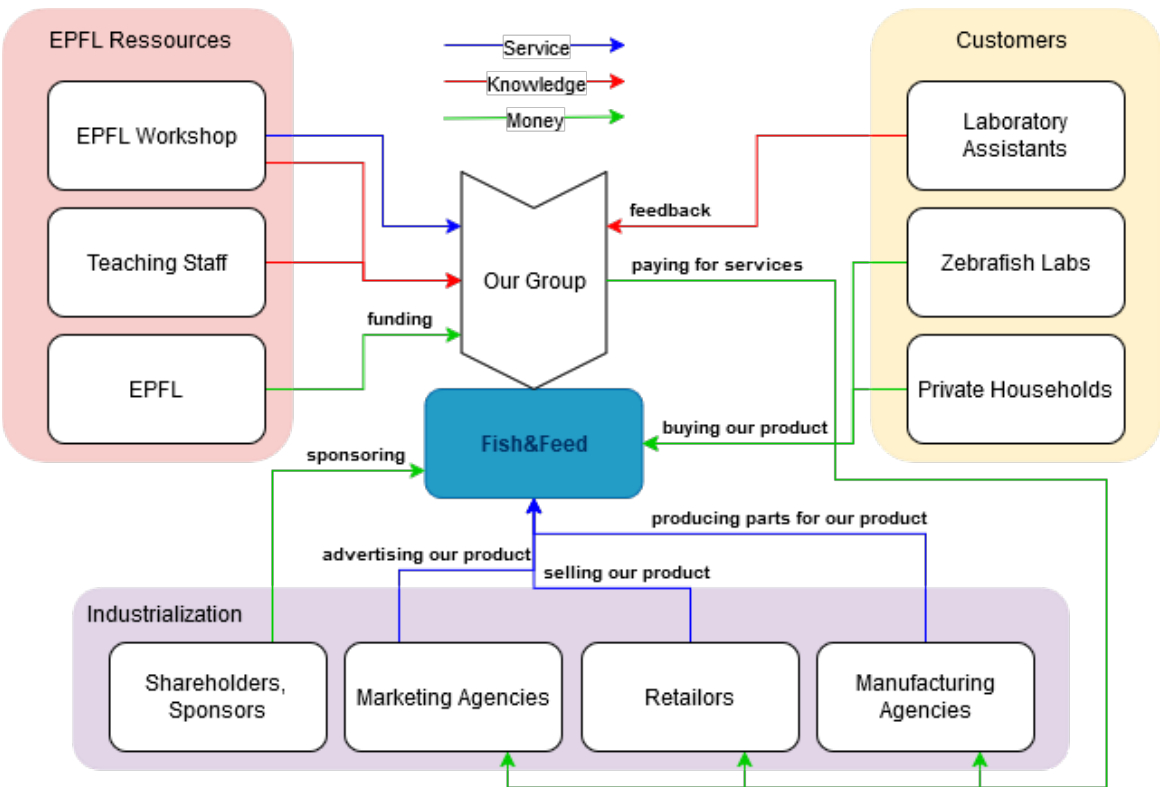 EPFL Ressources
EPFL Workshop
Teaching Staff
EPFL
Service
Knowledge
Money
Customers
Laboratory
Assistants
Zebrafish Labs
Private Households
feedback
paying for services
Our Group
funding
Fish&Feed
buying our product
sponsoring
producing parts for our product
advertising our product
selling our product
Industrialization
Shareholders,
Sponsors
Marketing Agencies
Retailors
Manufacturing
Agencies